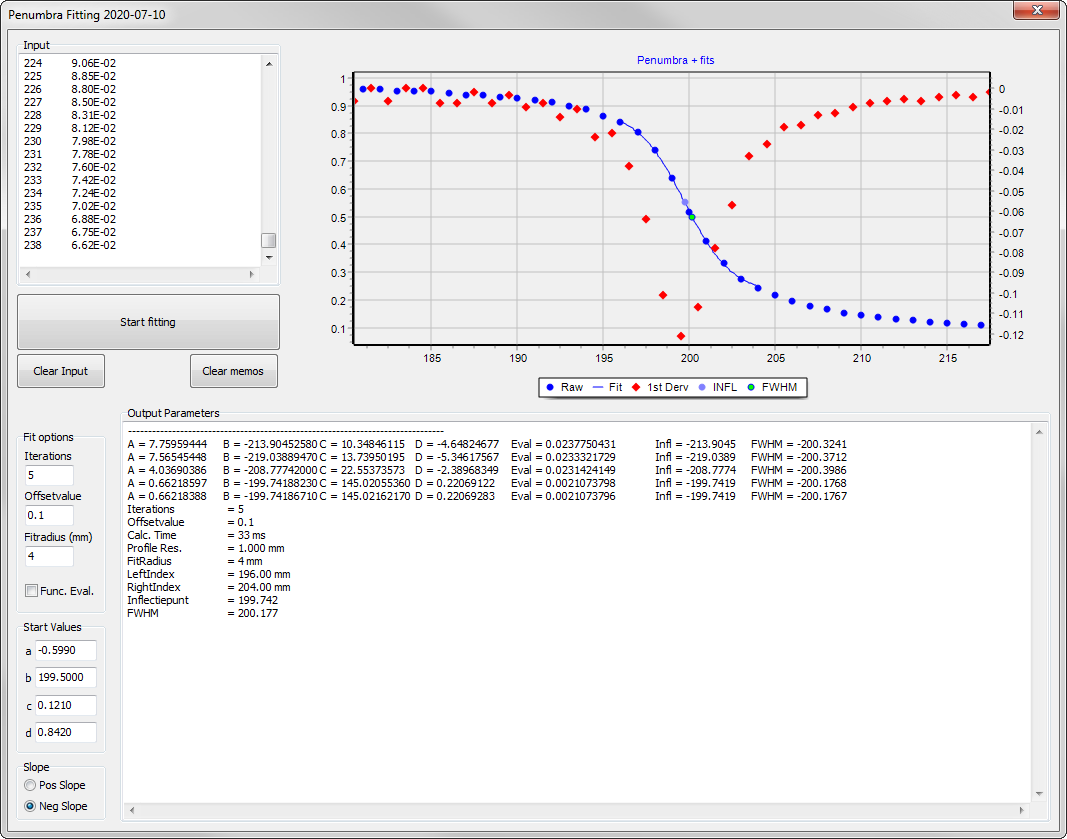 Penumbra Fitting 2020-07-10
Input
224 9.06E-02
225 8.85E-02
226 8.80E-02
227 8.50E-02
228 8.31E-02
229 8.12E-02
230 7.98E-02
231 7.78E-02
232 7.60E-02
233 7.42E-02
234 7.24E-02
235 7.02E-02
236 6.88E-02
237 6.75E-02
238 6.62E-02
Start fitting
Clear Input
Clear memos
Penumbra + fits
1
0.9
0.8
0.7
0.6
0.5
0.4
0.3
0.2
0.1
0
-0.01
-0.02
-0.03
-0.04
-0.05
-0.06
-0.07
-0.08
-0.09
-0.1
-0.11
-0.12
185 190 195 200 205 210 215
Raw Fit 1st Derv INFL FWHM
Fit options
Iterations
5
Offsetvalue
0.1
Fitradius (mm)
4
Func. Eval.
Start Values
a -0.5990
b 199.5000
c 0.1210
d 0.8420
Slope
Pos Slope
Neg Slope
Output Parameters
A = 7.75959444 B = -213.90452580 C = 10.34846115 D = -4.64824677 Eval = 0.0237750431 Infl = -213.9045 FWHM = -200.3241
A = 7.56545448 B = -219.03889470 C = 13.73950195 D = -5.34617567 Eval = 0.0233321729 Infl = -219.0389 FWHM = -200.3712
A = 4.03690386 B = -208.77742000 C = 22.55373573 D = -2.38968349 Eval = 0.0231424149 Infl = -208.7774 FWHM = -200.3986
A = 0.66218597 B = -199.74188230 C = 145.02055360 D = 0.22069122 Eval = 0.0021073798 Infl = -199.7419 FWHM = -200.1768
A = 0.66218388 B = -199.74186710 C = 145.02162170 D = 0.22069283 Eval = 0.0021073796 Infl = -199.7419 FWHM = -200.1767
Iterations = 5
Offsetvalue = 0.1
Calc. Time = 33 ms
Profile Res. = 1.000 mm
FitRadius = 4 mm
LeftIndex = 196.00 mm
RightIndex = 204.00 mm
Inflectiepunt = 199.742
FWHM = 200.177